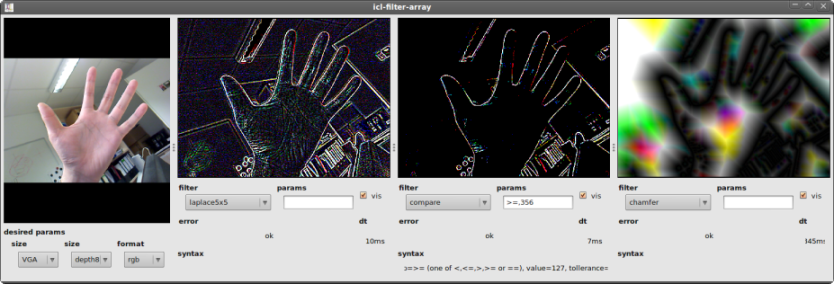 icl-filter-array
filter params
laplace5x5 vis
error dt
ok
10ms
syntax
filter params
compare >=,356 vis
error dt
ok
7ms
syntax
>=>= (one of <,<=,>,>= or ==), value=127, tollerance=
filter params
chamfer vis
error dt
ok
45ms
syntax
desired params
size size format
VGA depth8 rgb